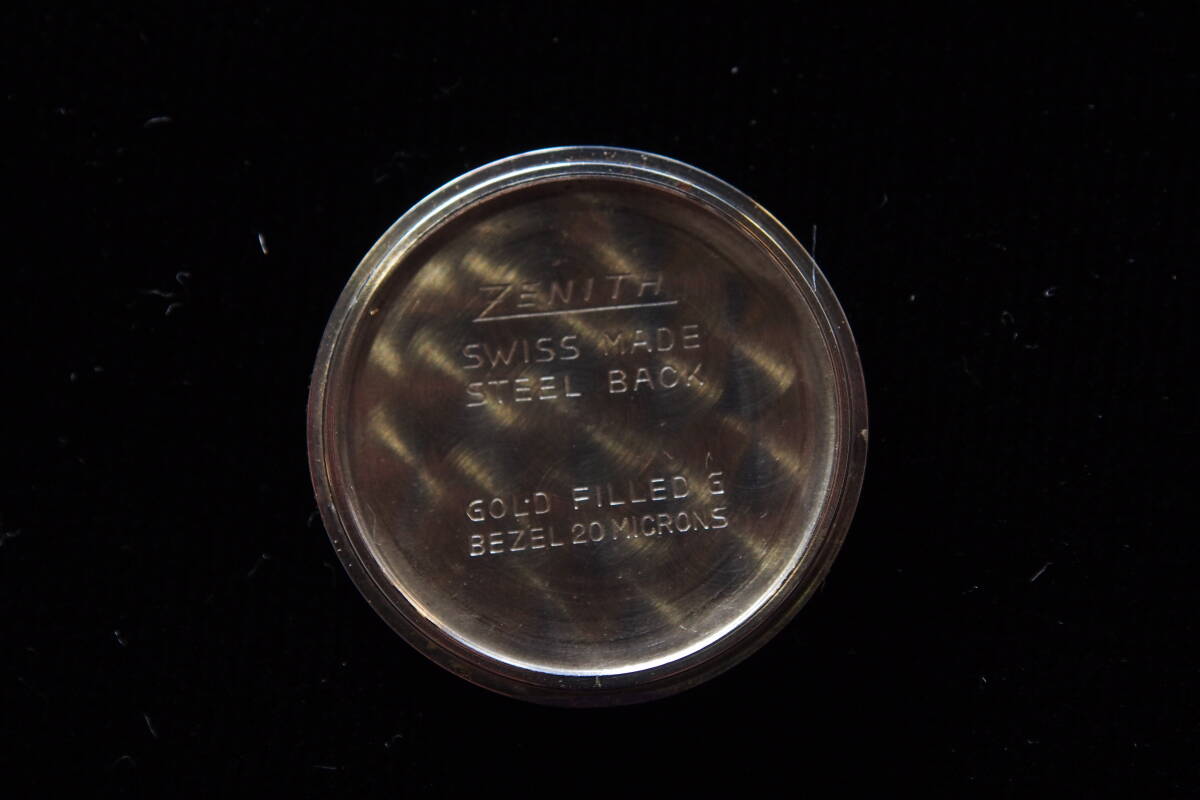 ZENITH
SWISS MADE
STEEL BACK
GOLD FILLED G
BEZEL 20 MICRONS